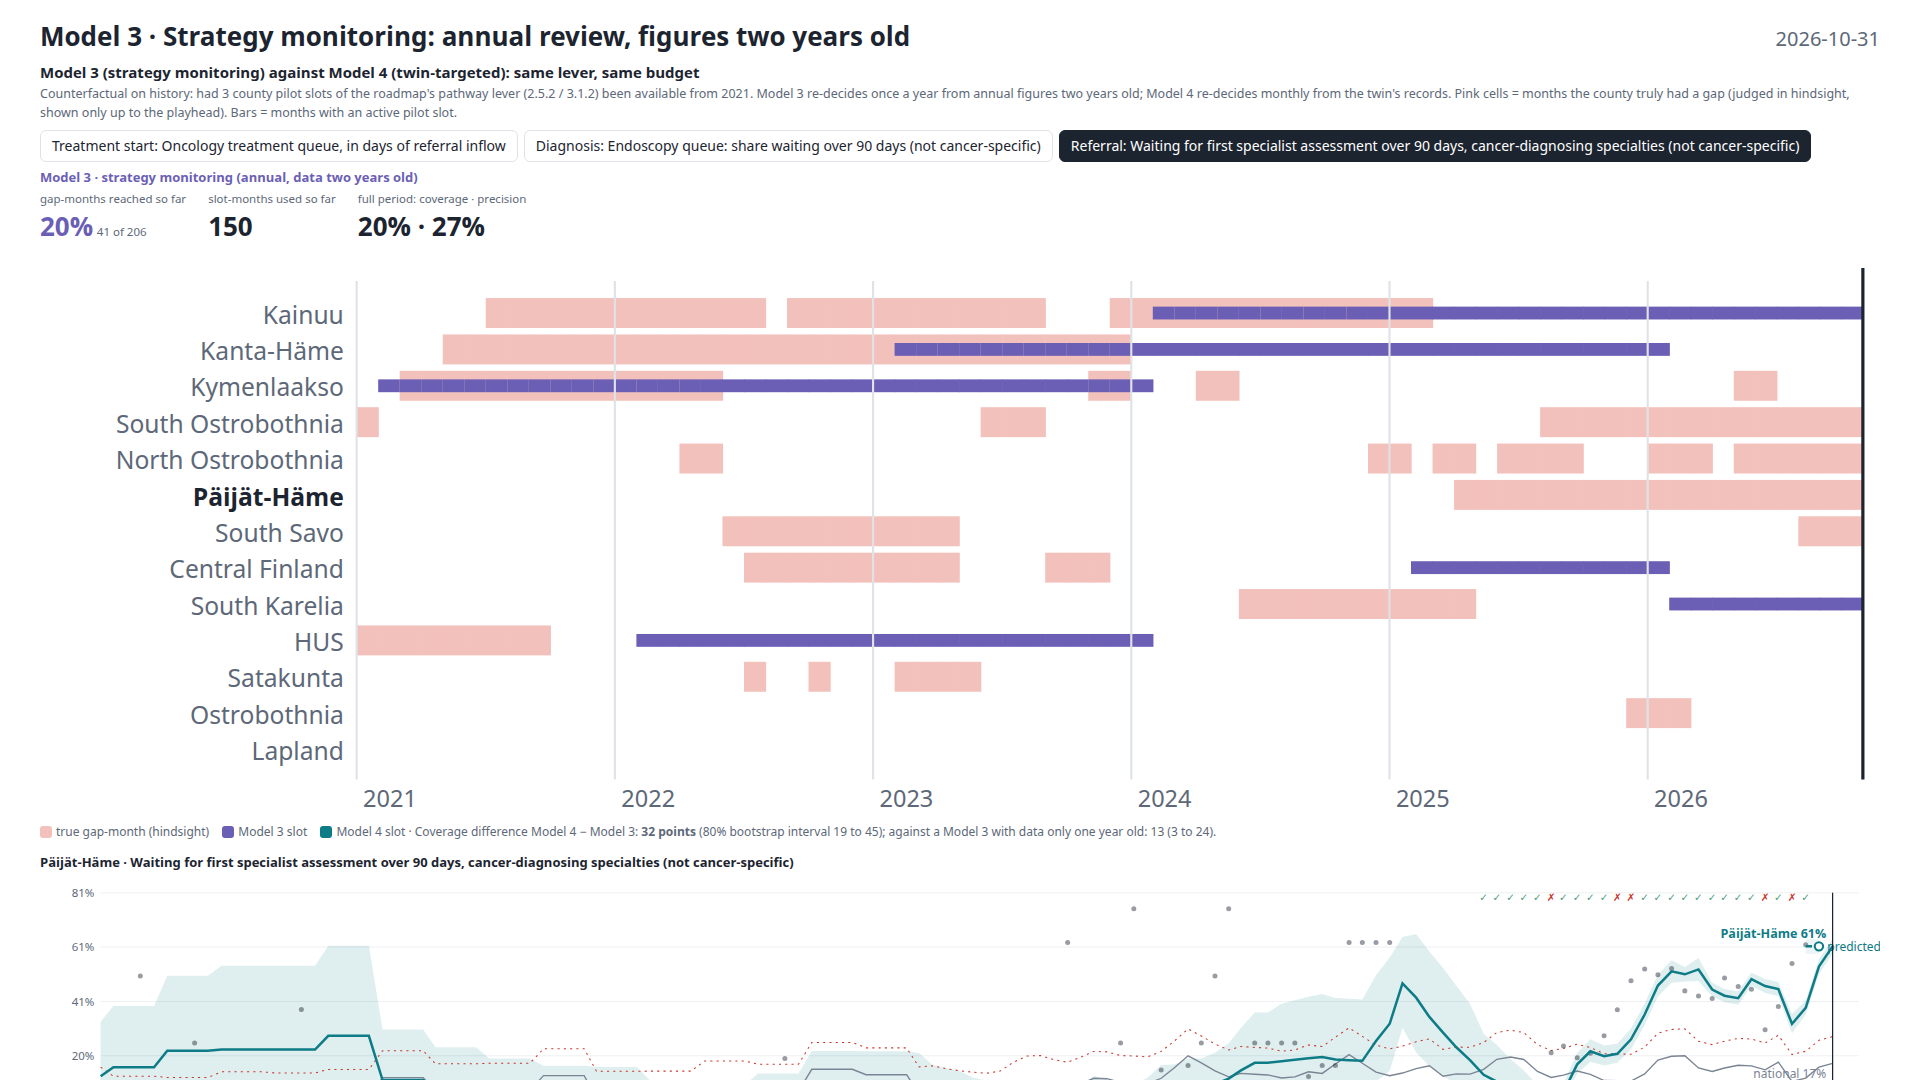 Model 3 · Strategy monitoring: annual review, figures two years old
2026-10-31
Model 3 (strategy monitoring) against Model 4 (twin-targeted): same lever, same budget
Counterfactual on history: had 3 county pilot slots of the roadmap's pathway lever (2.5.2 / 3.1.2) been available from 2021. Model 3 re-decides once a year from annual figures two years old; Model 4 re-decides monthly from the twin's records. Pink cells = months the county truly had a gap (judged in hindsight,
shown only up to the playhead). Bars = months with an active pilot slot.
Treatment start: Oncology treatment queue, in days of referral inflow
Diagnosis: Endoscopy queue: share waiting over 90 days (not cancer-specific)
Referral: Waiting for first specialist assessment over 90 days, cancer-diagnosing specialties (not cancer-specific)
Model 3 · strategy monitoring (annual, data two years old)
gap-months reached so far
slot-months used so far
full period: coverage · precision
20% 41 of 206
150
20% · 27%
Kainuu
Kanta-Häme
Kymenlaakso
South Ostrobothnia
North Ostrobothnia
Päijät-Häme
South Savo
Central Finland
South Karelia
HUS
Satakunta
Ostrobothnia
Lapland
2021
2022
2023
2024
2025
2026
true gap-month (hindsight)
Model 3 slot
Model 4 slot · Coverage difference Model 4 − Model 3: 32 points (80% bootstrap interval 19 to 45); against a Model 3 with data only one year old: 13 (3 to 24).
Päijät-Häme · Waiting for first specialist assessment over 90 days, cancer-diagnosing specialties (not cancer-specific)
81%
✓ ✓ ✓ ✓ ✓ ✗ ✓ ✓ ✓ ✓ ✗ ✗ ✓ ✓ ✓ ✓ ✓ ✓ ✓ ✓ ✓ ✗ ✓ ✗ ✓
Päijät-Häme 61%
61%
predicted
41%
20%
national 17%